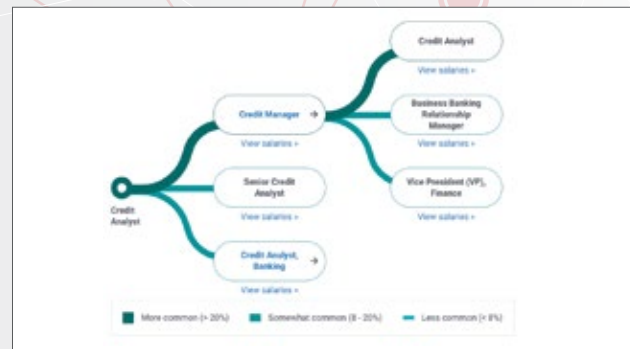 Credit Analyst
View salaries »
Credit Manager →
View salaries »
Business Banking
Relationship
Manager
View salaries »
Credit
Analyst
Senior Credit
Analyst
View salaries »
Vice President (VP),
Finance
View salaries »
Credit Analyst,
Banking →
View salaries »
More common (> 20%)
Somewhat common (8 - 20%)
Less common (< 8%)